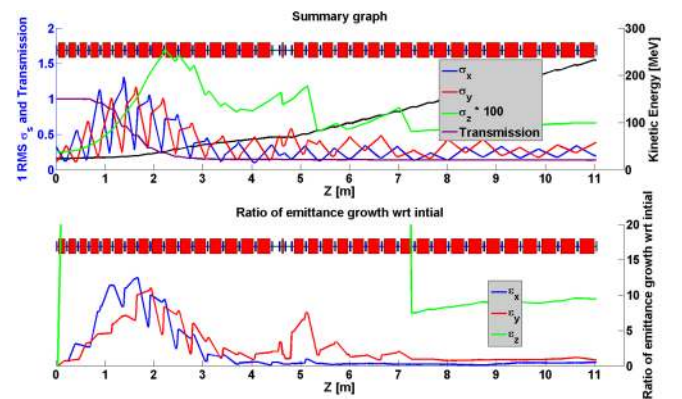 Summary graph
2
1.5
1
0.5
0
1 RMS σs and Transmission
300
250
200
150
100
50
0
Kinetic Energy [MeV]
σx
σy
σz * 100
Transmission
0 1 2 3 4 5 6 7 8 9 10 11
Z [m]
Ratio of emittance growth wrt intial
20
15
10
5
0
Ratio of emittance growth wrt intial
εx
εy
εz
0 1 2 3 4 5 6 7 8 9 10 11
Z [m]